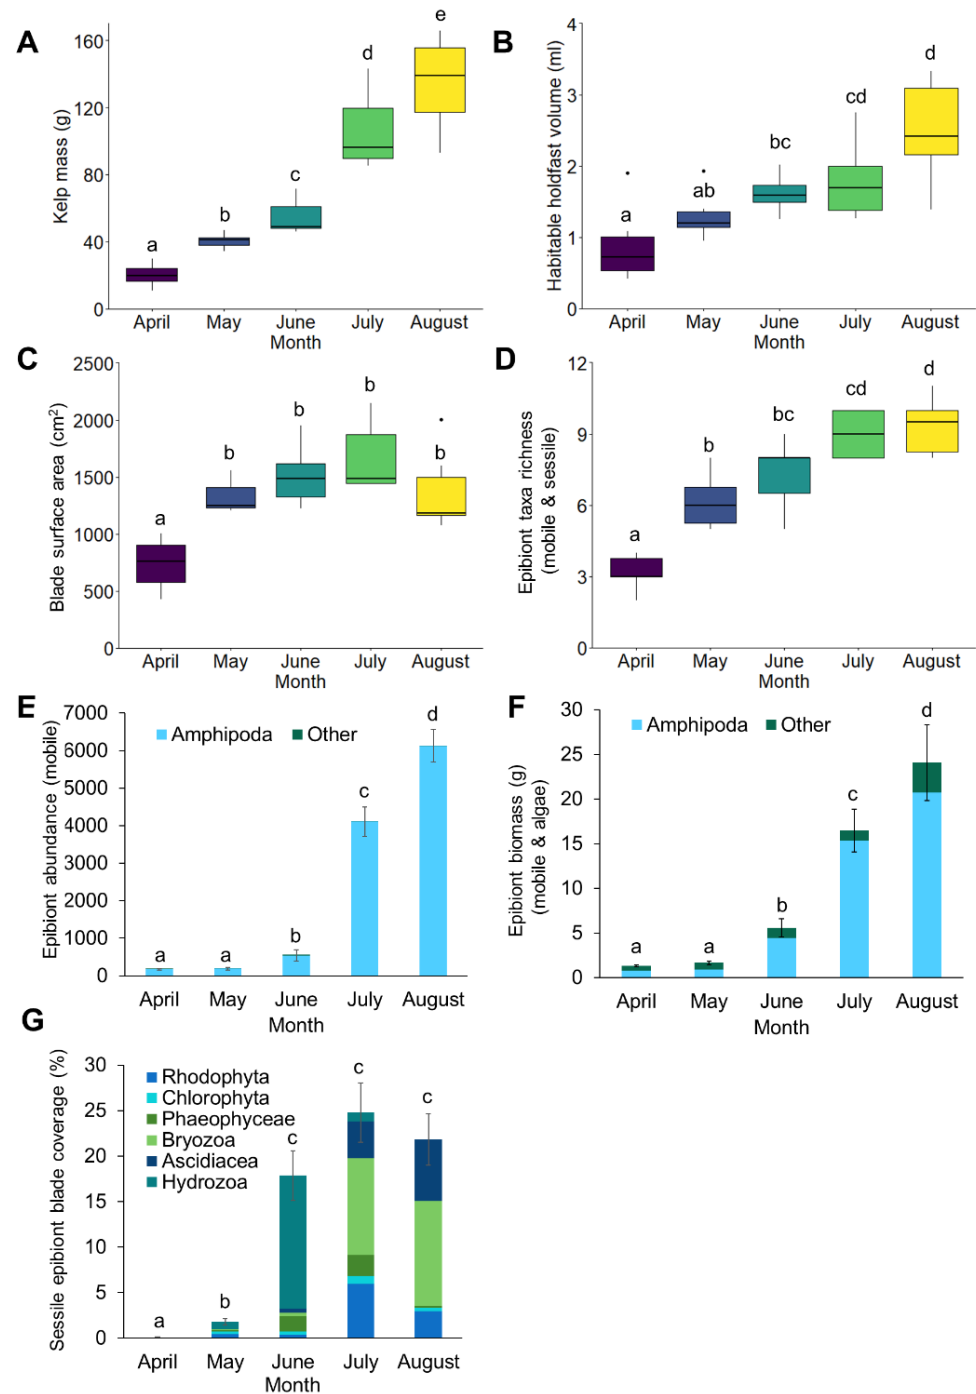 A
Kelp mass (g)
160
120
80
40
0
a
b
c
d
e
April May June July August
Month
B
Habitable holdfast volume (ml)
4
3
2
1
0
a
ab
bc
cd
d
April May June July August
Month
C
Blade surface area (cm²)
2500
2000
1500
1000
500
0
a
b
b
b
b
April May June July August
Month
D
Epibiont taxa richness
(mobile & sessile)
12
9
6
3
0
a
b
bc
cd
d
April May June July August
Month
E
Epibiont abundance (mobile)
7000
6000
5000
4000
3000
2000
1000
0
Amphipoda Other
a
a
b
c
d
April May June July August
Month
F
Epibiont biomass (g)
(mobile & algae)
30
25
20
15
10
5
0
Amphipoda Other
a
a
b
c
d
April May June July August
Month
G
Sessile epibiont blade coverage (%)
30
25
20
15
10
5
0
Rhodophyta
Chlorophyta
Phaeophyceae
Bryozoa
Ascidiacea
Hydrozoa
a
b
c
c
c
April May June July August
Month